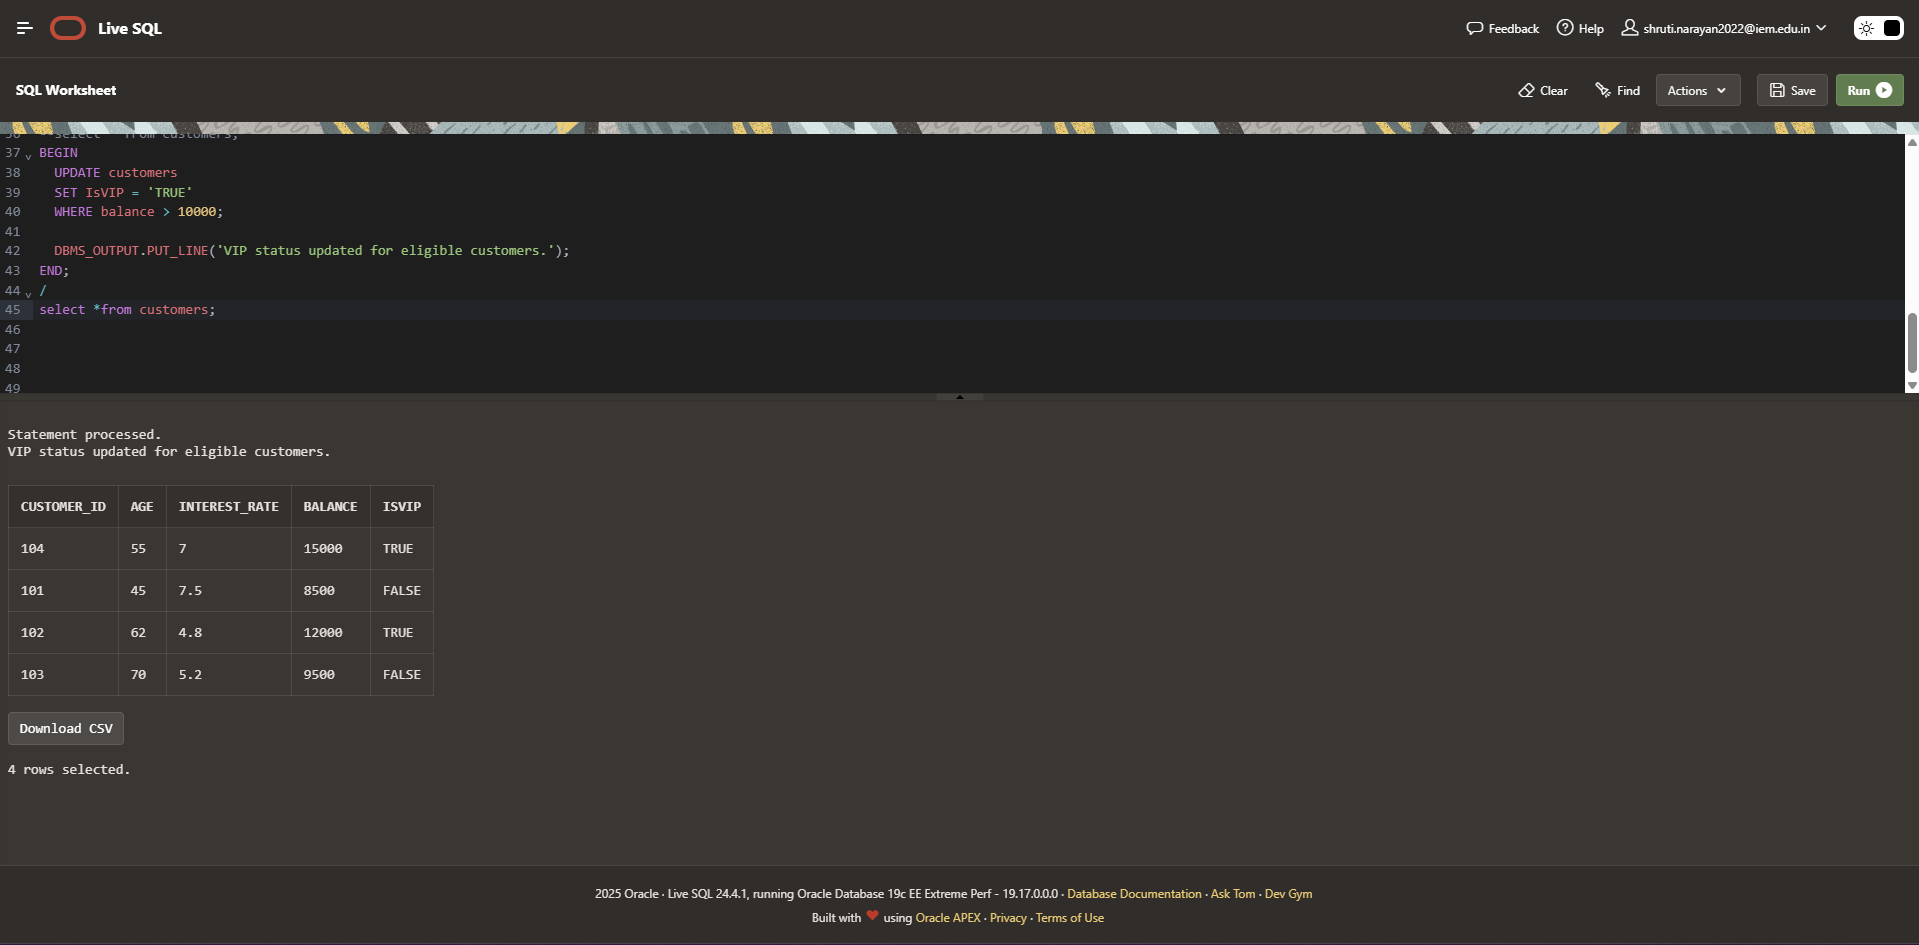 Live SQL
Feedback Help shruti.narayan2022@iem.edu.in
SQL Worksheet
Clear Find Actions Save Run
37 BEGIN
38 UPDATE customers
39 SET IsVIP = 'TRUE'
40 WHERE balance > 10000;
41
42 DBMS_OUTPUT.PUT_LINE('VIP status updated for eligible customers.');
43 END;
44 /
45 select *from customers;
46
47
48
49
Statement processed.
VIP status updated for eligible customers.
CUSTOMER_ID AGE INTEREST_RATE BALANCE ISVIP
104 55 7 15000 TRUE
101 45 7.5 8500 FALSE
102 62 4.8 12000 TRUE
103 70 5.2 9500 FALSE
Download CSV
4 rows selected.
2025 Oracle · Live SQL 24.4.1, running Oracle Database 19c EE Extreme Perf - 19.17.0.0.0 · Database Documentation · Ask Tom · Dev Gym
Built with ❤ using Oracle APEX · Privacy · Terms of Use